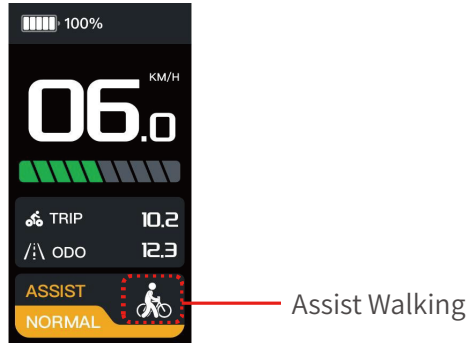 100%
KM/H
06.0
TRIP 10.2
ODO 12.3
ASSIST
NORMAL
Assist Walking